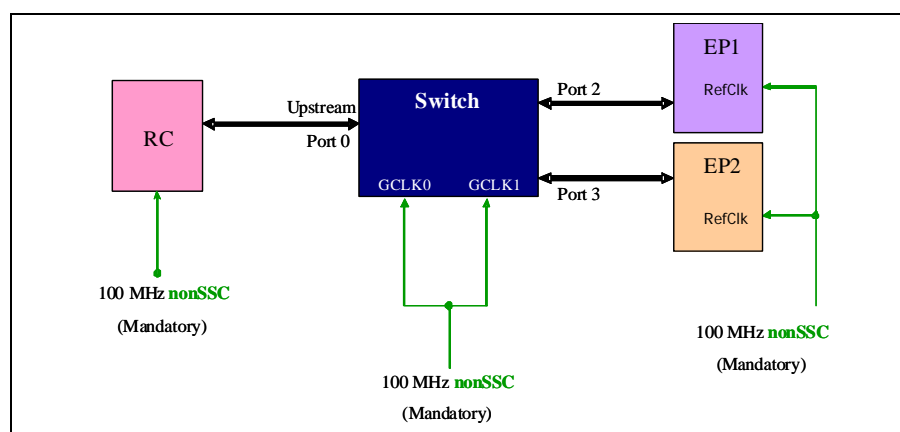 EP1
RefClk
Port 2
Switch
Upstream
Port 0
RC
GCLK0
GCLK1
Port 3
EP2
RefClk
100 MHz nonSSC
(Mandatory)
100 MHz nonSSC
(Mandatory)
100 MHz nonSSC
(Mandatory)